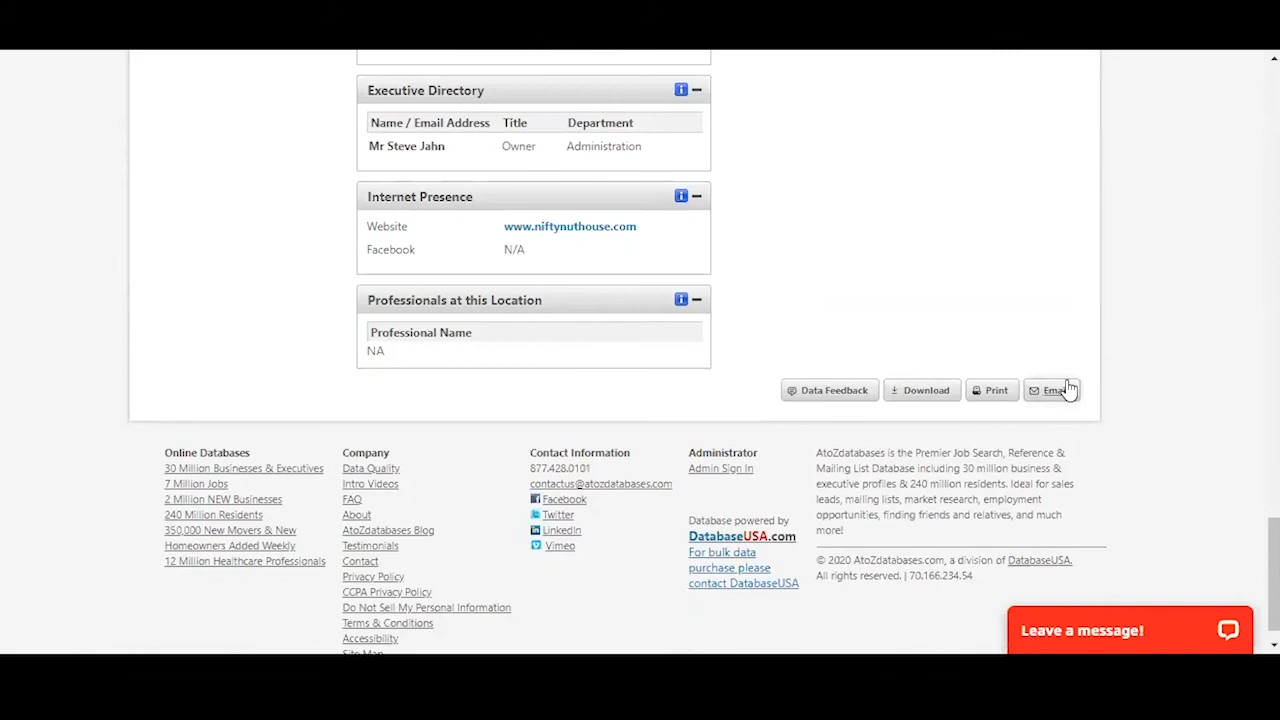 Executive Directory
Name / Email Address Title Department
Mr Steve Jahn Owner Administration
Internet Presence
Website www.niftynuthouse.com
Facebook N/A
Professionals at this Location
Professional Name
NA
Data Feedback Download Print
Online Databases
30 Million Businesses & Executives
7 Million Jobs
2 Million NEW Businesses
240 Million Residents
350,000 New Movers & New
Homeowners Added Weekly
12 Million Healthcare Professionals
Company
Data Quality
Intro Videos
FAQ
About
AtoZdatabases Blog
Testimonials
Contact
Privacy Policy
CCPA Privacy Policy
Do Not Sell My Personal Information
Terms & Conditions
Accessibility
Site Map
Contact Information
877.428.0101
contactus@atozdatabases.com
Facebook
Twitter
LinkedIn
Vimeo
Administrator
Admin Sign In
Database powered by
DatabaseUSA.com
For bulk data
purchase please
contact DatabaseUSA
AtoZdatabases is the Premier Job Search, Reference &
Mailing List Database including 30 million business &
executive profiles & 240 million residents. Ideal for sales
leads, mailing lists, market research, employment
opportunities, finding friends and relatives, and much
more!
© 2020 AtoZdatabases.com, a division of DatabaseUSA.
All rights reserved. | 70.166.234.54
Leave a message!